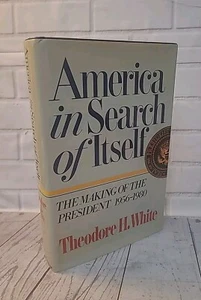 America
in Search
of Itself
THE MAKING OF THE
PRESIDENT 1956-1980
Theodore H. White